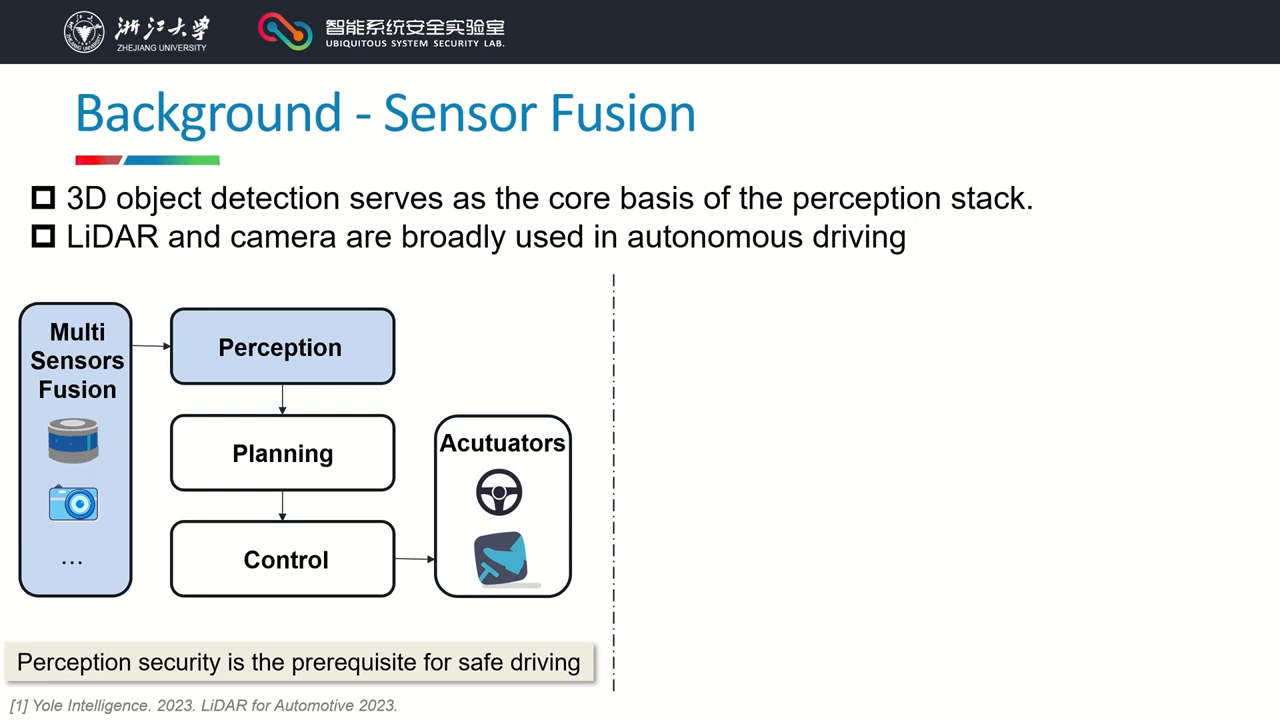 浙江大学
ZHEJIANG UNIVERSITY
智能系统安全实验室
UBIQUITOUS SYSTEM SECURITY LAB.
Background - Sensor Fusion
3D object detection serves as the core basis of the perception stack.
LiDAR and camera are broadly used in autonomous driving
Multi
Sensors
Fusion
...
Perception
Planning
Control
Acutuators
Perception security is the prerequisite for safe driving
[1] Yole Intelligence. 2023. LiDAR for Automotive 2023.